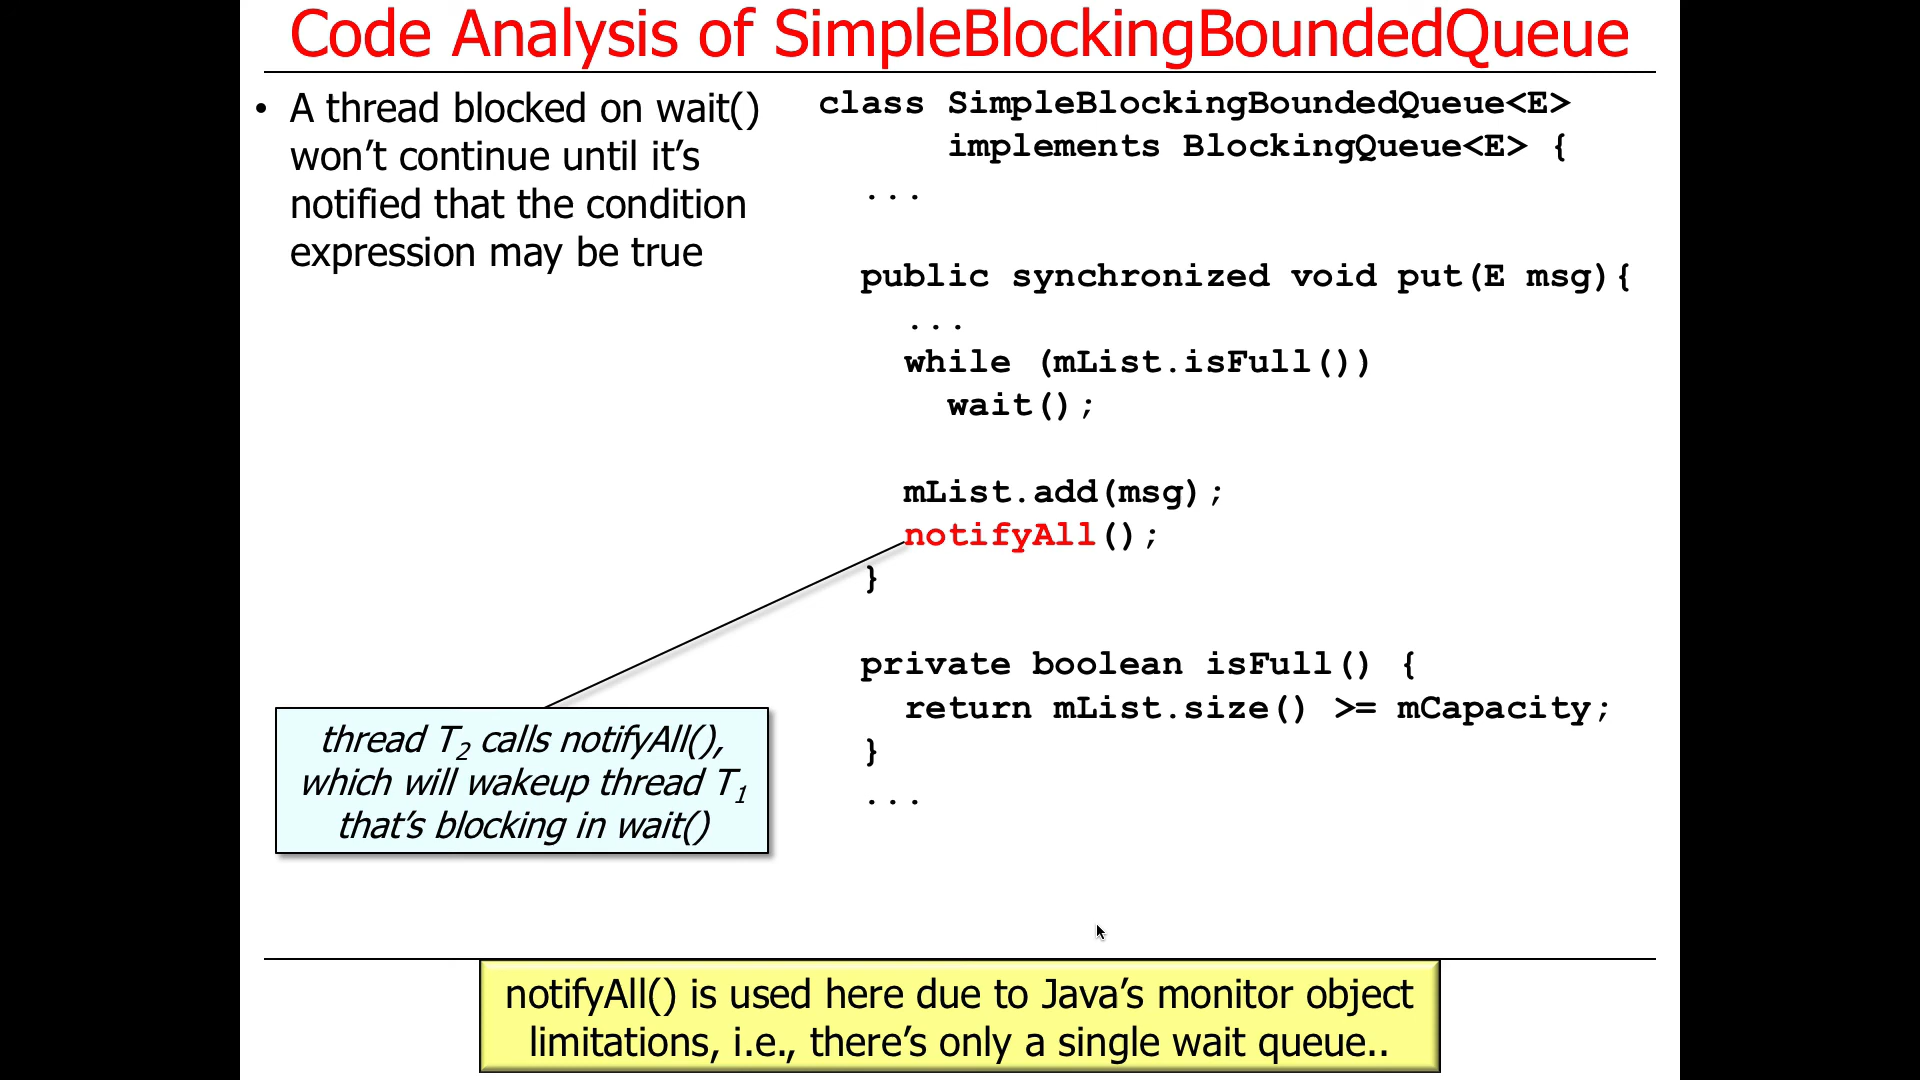 Code Analysis of SimpleBlockingBoundedQueue
• A thread blocked on wait()
won’t continue until it’s
notified that the condition
expression may be true
class SimpleBlockingBoundedQueue<E>
implements BlockingQueue<E> {
...
public synchronized void put(E msg){
...
while (mList.isFull())
wait();
mList.add(msg);
notifyAll();
}
private boolean isFull() {
return mList.size() >= mCapacity;
}
...
thread T2 calls notifyAll(),
which will wakeup thread T1
that’s blocking in wait()
notifyAll() is used here due to Java’s monitor object
limitations, i.e., there’s only a single wait queue..